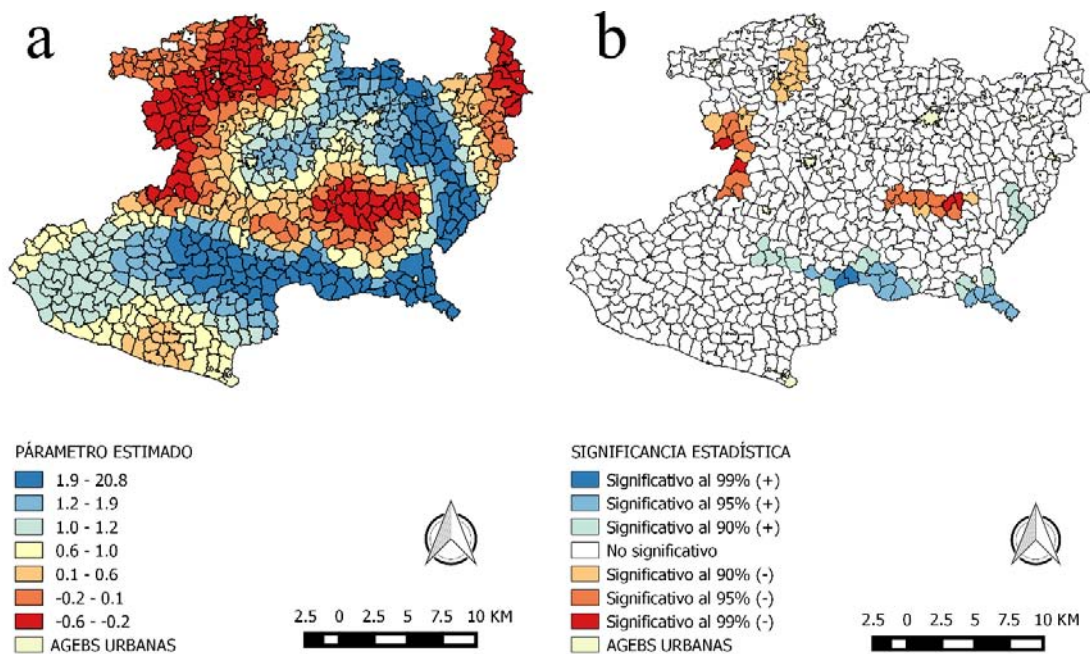 a
b
PÁRAMETRO ESTIMADO
1.9 - 20.8
1.2 - 1.9
1.0 - 1.2
0.6 - 1.0
0.1 - 0.6
-0.2 - 0.1
-0.6 - -0.2
AGEBS URBANAS
2.5 0 2.5 5 7.5 10 KM
SIGNIFICANCIA ESTADÍSTICA
Significativo al 99% (+)
Significativo al 95% (+)
Significativo al 90% (+)
No significativo
Significativo al 90% (-)
Significativo al 95% (-)
Significativo al 99% (-)
AGEBS URBANAS
2.5 0 2.5 5 7.5 10 KM